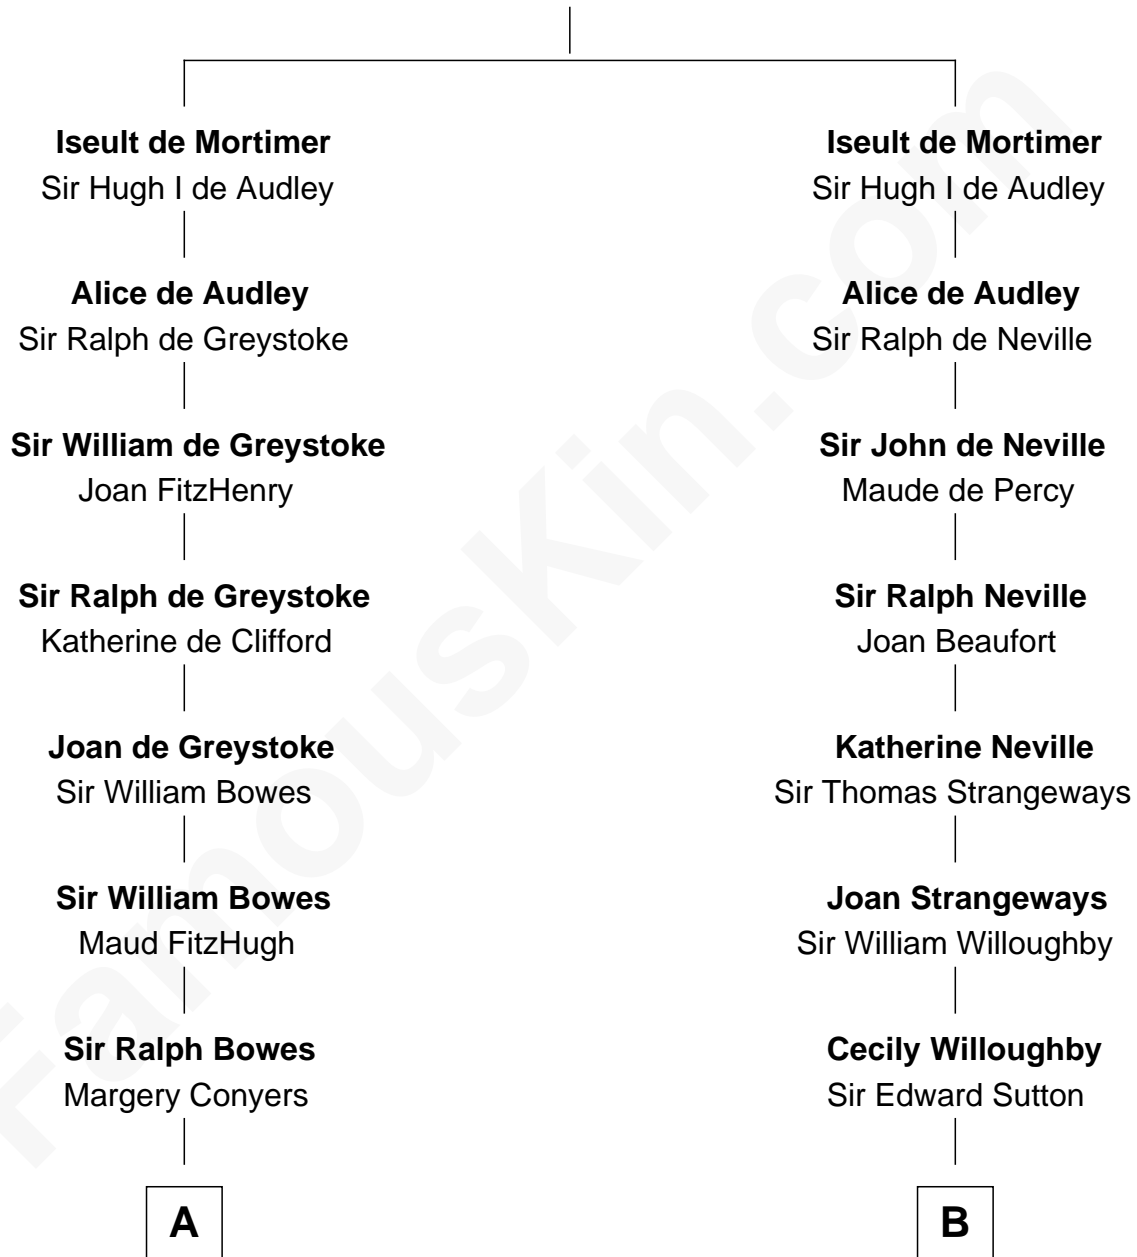 Iseult de Mortimer
Sir Hugh I de Audley
Alice de Audley
Sir Ralph de Greystoke
Sir William de Greystoke
Joan FitzHenry
Sir Ralph de Greystoke
Katherine de Clifford
Joan de Greystoke
Sir William Bowes
Sir William Bowes
Maud FitzHugh
Sir Ralph Bowes
Margery Conyers
A
Iseult de Mortimer
Sir Hugh I de Audley
Alice de Audley
Sir Ralph de Neville
Sir John de Neville
Maude de Percy
Sir Ralph Neville
Joan Beaufort
Katherine Neville
Sir Thomas Strangeways
Joan Strangeways
Sir William Willoughby
Cecily Willoughby
Sir Edward Sutton
B
FamousKin.com